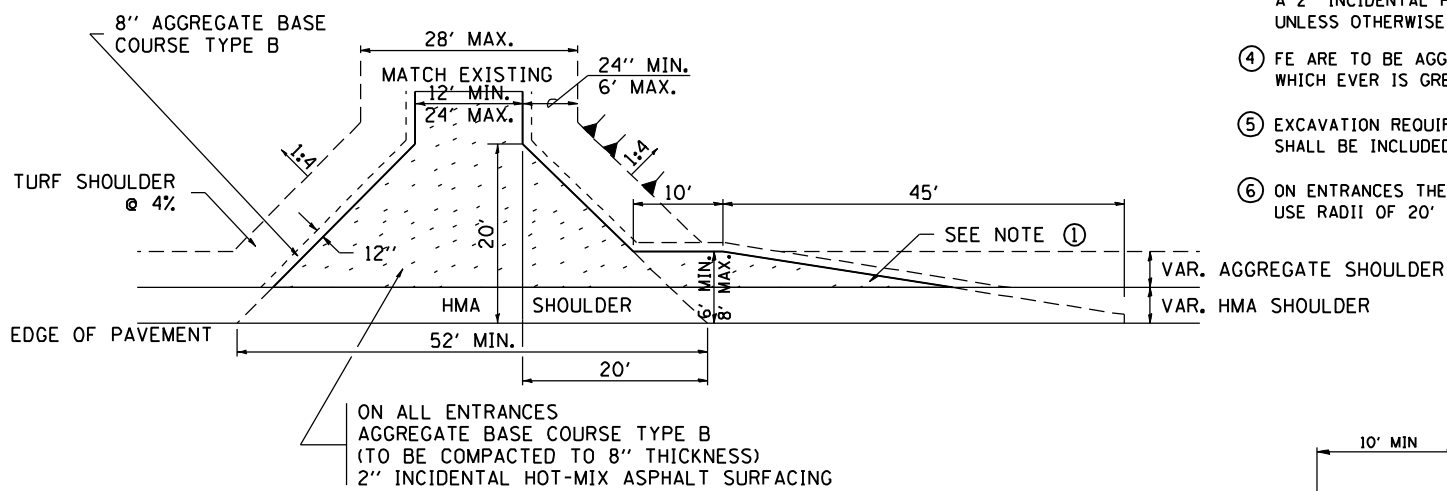 8'' AGGREGATE BASE
COURSE TYPE B
28' MAX.
MATCH EXISTING
12' MIN.
24' MAX.
24'' MIN.
6' MAX.
1:4
1:4
TURF SHOULDER
@ 4%
12''
20'
10'
45'
SEE NOTE ①
6' MIN.
8' MAX.
VAR. AGGREGATE SHOULDER
HMA SHOULDER
VAR. HMA SHOULDER
EDGE OF PAVEMENT
52' MIN.
20'
ON ALL ENTRANCES
AGGREGATE BASE COURSE TYPE B
(TO BE COMPACTED TO 8'' THICKNESS)
2'' INCIDENTAL HOT-MIX ASPHALT SURFACING
A 2'' INCIDENTAL
UNLESS OTHERWISE
④ FE ARE TO BE
WHICH EVER IS
⑤ EXCAVATION
SHALL BE INCLUDED
⑥ ON ENTRANCES THE
USE RADII OF 20'
10' MIN